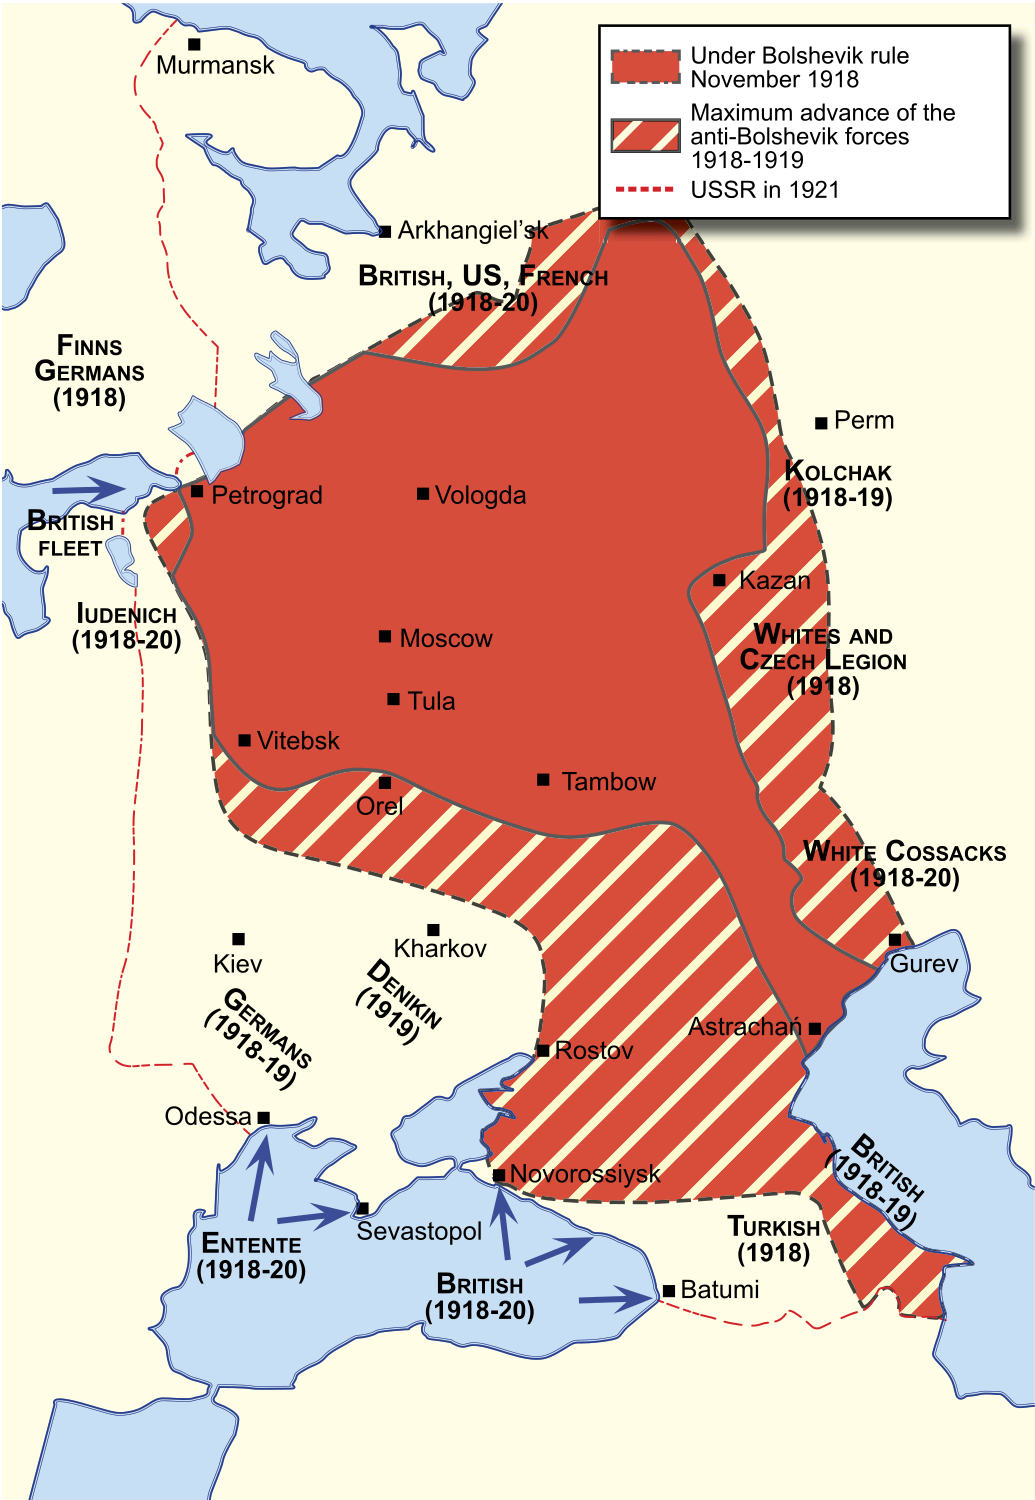 Murmansk
Under Bolshevik rule
November 1918
Maximum advance of the
anti-Bolshevik forces
1918-1919
USSR in 1921
Arkhangiel'sk
BRITISH, US, FRENCH
(1918-20)
FINNS
GERMANS
(1918)
Perm
KOLCHAK
(1918-19)
Petrograd
Vologda
BRITISH
FLEET
Kazan
IUDENICH
(1918-20)
Moscow
WHITES AND
CZECH LEGION
(1918)
Tula
Vitebsk
Tambow
Orel
WHITE COSSACKS
(1918-20)
Kharkov
Kiev
Gurev
DENIKIN
(1919)
GERMANS
(1918-19)
Astrachań
Rostov
Odessa
BRITISH
(1918-19)
Novorossiysk
Sevastopol
TURKISH
(1918)
ENTENTE
(1918-20)
BRITISH
(1918-20)
Batumi